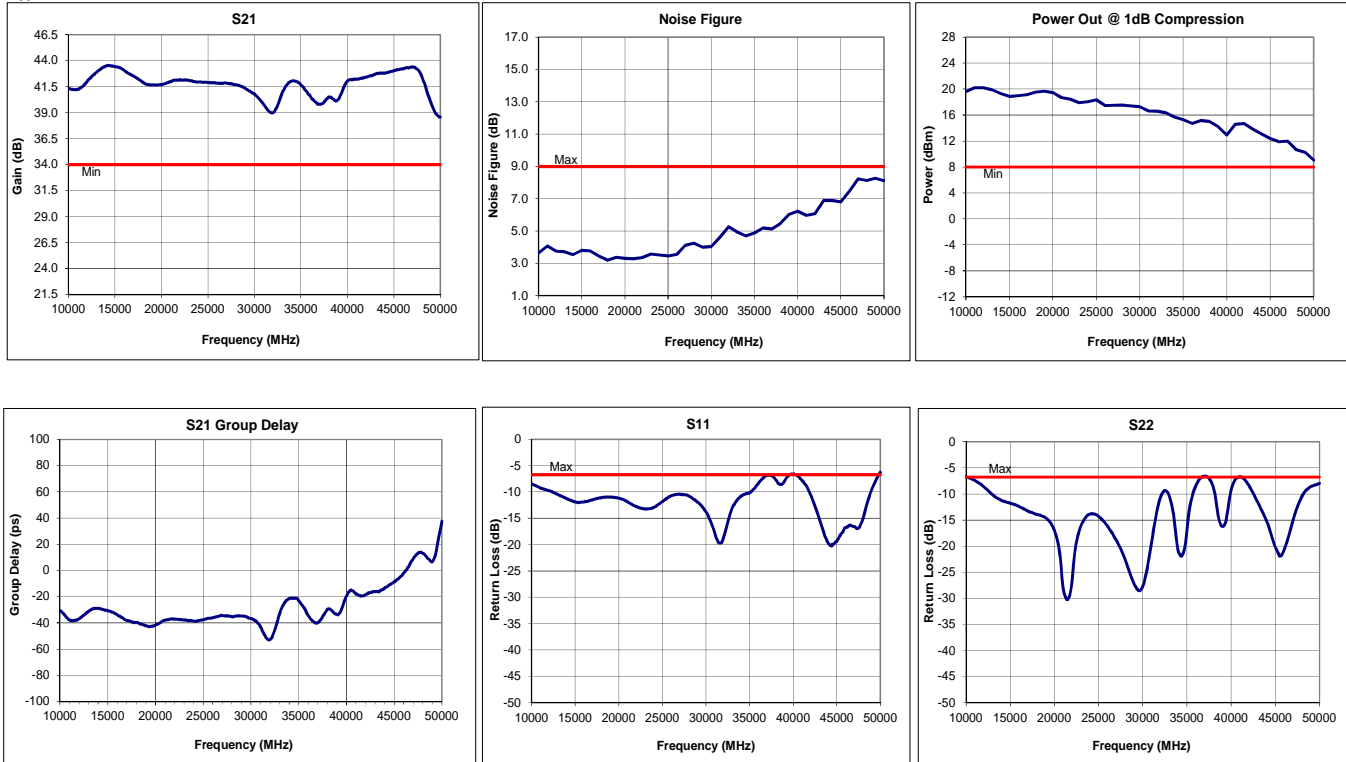 S21
46.5
44.0
41.5
39.0
36.5
34.0
31.5
29.0
26.5
24.0
21.5
Gain (dB)
Min
10000 15000 20000 25000 30000 35000 40000 45000 50000
Frequency (MHz)
Noise Figure
17.0
15.0
13.0
11.0
9.0
7.0
5.0
3.0
1.0
Noise Figure (dB)
Max
10000 15000 20000 25000 30000 35000 40000 45000 50000
Frequency (MHz)
Power Out @ 1dB Compression
28
24
20
16
12
8
4
0
-4
-8
-12
Power (dBm)
Min
10000 15000 20000 25000 30000 35000 40000 45000 50000
Frequency (MHz)
S21 Group Delay
100
80
60
40
20
0
-20
-40
-60
-80
-100
Group Delay (ps)
10000 15000 20000 25000 30000 35000 40000 45000 50000
Frequency (MHz)
S11
0
-5
-10
-15
-20
-25
-30
-35
-40
-45
-50
Return Loss (dB)
Max
10000 15000 20000 25000 30000 35000 40000 45000 50000
Frequency (MHz)
S22
0
-5
-10
-15
-20
-25
-30
-35
-40
-45
-50
Return Loss (dB)
Max
10000 15000 20000 25000 30000 35000 40000 45000 50000
Frequency (MHz)